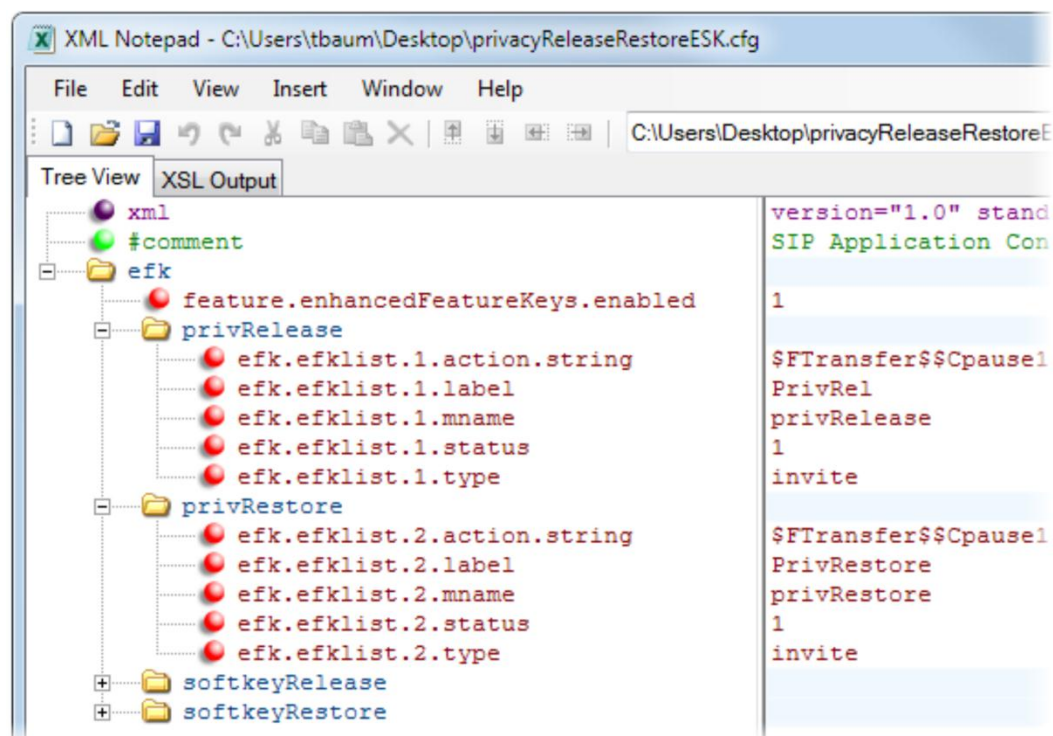 XML Notepad - C:\Users\tbaum\Desktop\privacyReleaseRestoreESK.cfg
File Edit View Insert Window Help
C:\Users\Desktop\privacyReleaseRestoreE
Tree View XSL Output
xml version="1.0" stand
#comment SIP Application Con
efk
feature.enhancedFeatureKeys.enabled 1
privRelease
efk.efklist.1.action.string $FTransfer$$Cpause1
efk.efklist.1.label PrivRel
efk.efklist.1.mname privRelease
efk.efklist.1.status 1
efk.efklist.1.type invite
privRestore
efk.efklist.2.action.string $FTransfer$$Cpause1
efk.efklist.2.label PrivRestore
efk.efklist.2.mname privRestore
efk.efklist.2.status 1
efk.efklist.2.type invite
softkeyRelease
softkeyRestore